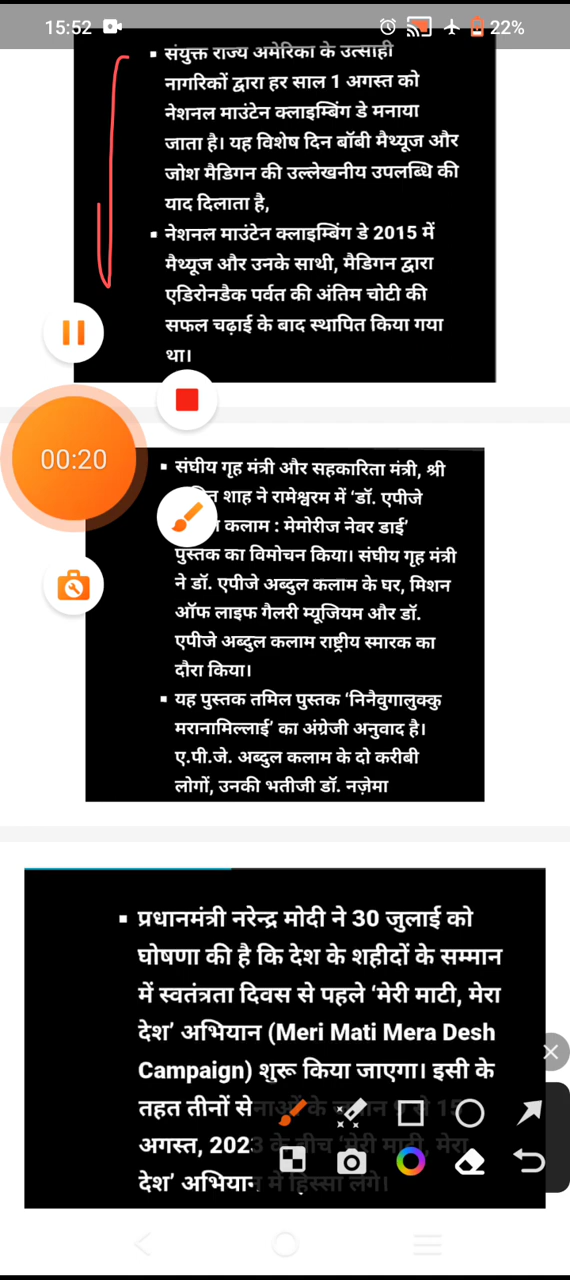 15:52
22%
संयुक्त राज्य अमेरिका के उत्साही
नागरिकों द्वारा हर साल 1 अगस्त को
नेशनल माउंटेन क्लाइम्बिंग डे मनाया
जाता है। यह विशेष दिन बॉबी मैथ्यूज और
जोश मैडिगन की उल्लेखनीय उपलब्धि की
याद दिलाता है,
नेशनल माउंटेन क्लाइम्बिंग डे 2015 में
मैथ्यूज और उनके साथी, मैडिगन द्वारा
एडिरोनडैक पर्वत की अंतिम चोटी की
सफल चढ़ाई के बाद स्थापित किया गया
था।
00:20
संघीय गृह मंत्री और सहकारिता मंत्री, श्री
शाह ने रामेश्वरम में ‘डॉ. एपीजे
कलाम : मेमोरीज नेवर डाई’
पुस्तक का विमोचन किया। संघीय गृह मंत्री
ने डॉ. एपीजे अब्दुल कलाम के घर, मिशन
ऑफ लाइफ गैलरी म्यूजियम और डॉ.
एपीजे अब्दुल कलाम राष्ट्रीय स्मारक का
दौरा किया।
यह पुस्तक तमिल पुस्तक ‘निनैवुगालुक्कु
मरानामिल्लाई’ का अंग्रेजी अनुवाद है।
ए.पी.जे. अब्दुल कलाम के दो करीबी
लोगों, उनकी भतीजी डॉ. नज़ेमा
प्रधानमंत्री नरेन्द्र मोदी ने 30 जुलाई को
घोषणा की है कि देश के शहीदों के सम्मान
में स्वतंत्रता दिवस से पहले ‘मेरी माटी, मेरा
देश’ अभियान (Meri Mati Mera Desh
Campaign) शुरू किया जाएगा। इसी के
तहत तीनों सेनाओं के जवान 9 से 15
अगस्त, 2023 के बीच ‘मेरी माटी, मेरा
देश’ अभियान में हिस्सा लेंगे।